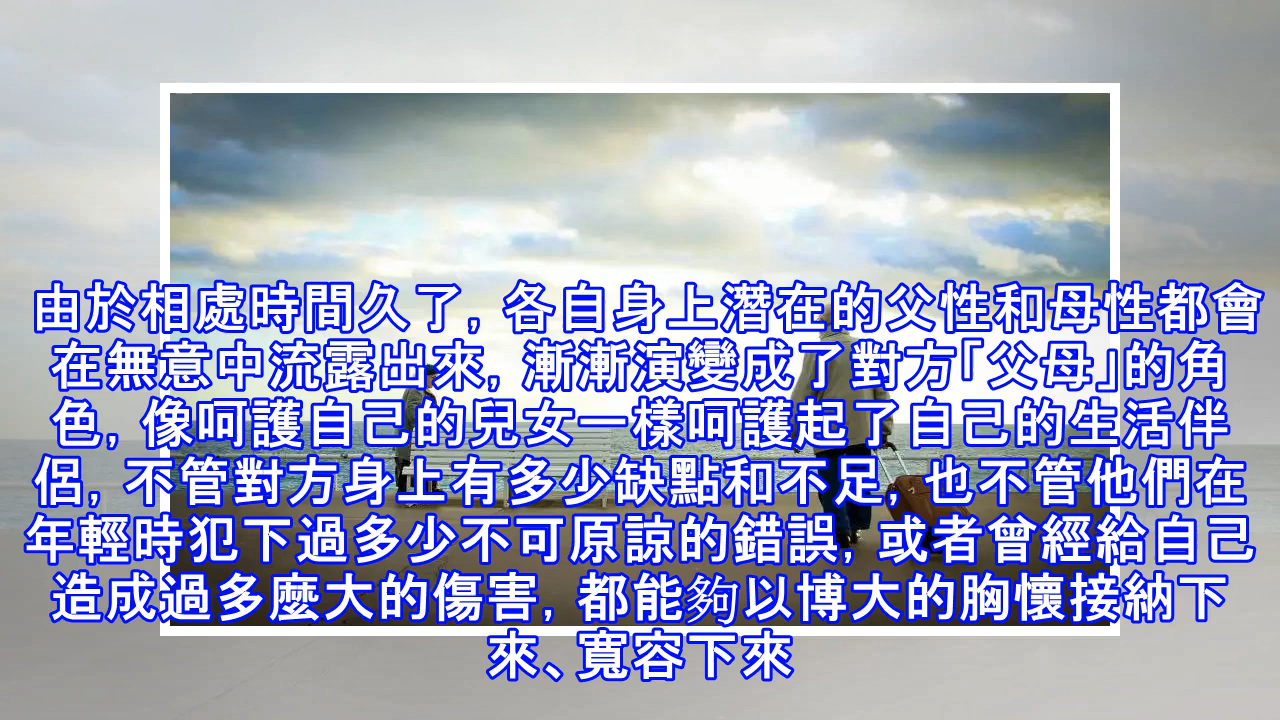 由於相處時間久了, 各自身上潛在的父性和母性都會
在無意中流露出來, 漸漸演變成了對方「父母」的角
色, 像呵護自己的兒女一樣呵護起了自己的生活伴
侶, 不管對方身上有多少缺點和不足, 也不管他們在
年輕時犯下過多少不可原諒的錯誤, 或者曾經給自己
造成過多麼大的傷害, 都能夠以博大的胸懷接納下
來、寬容下來